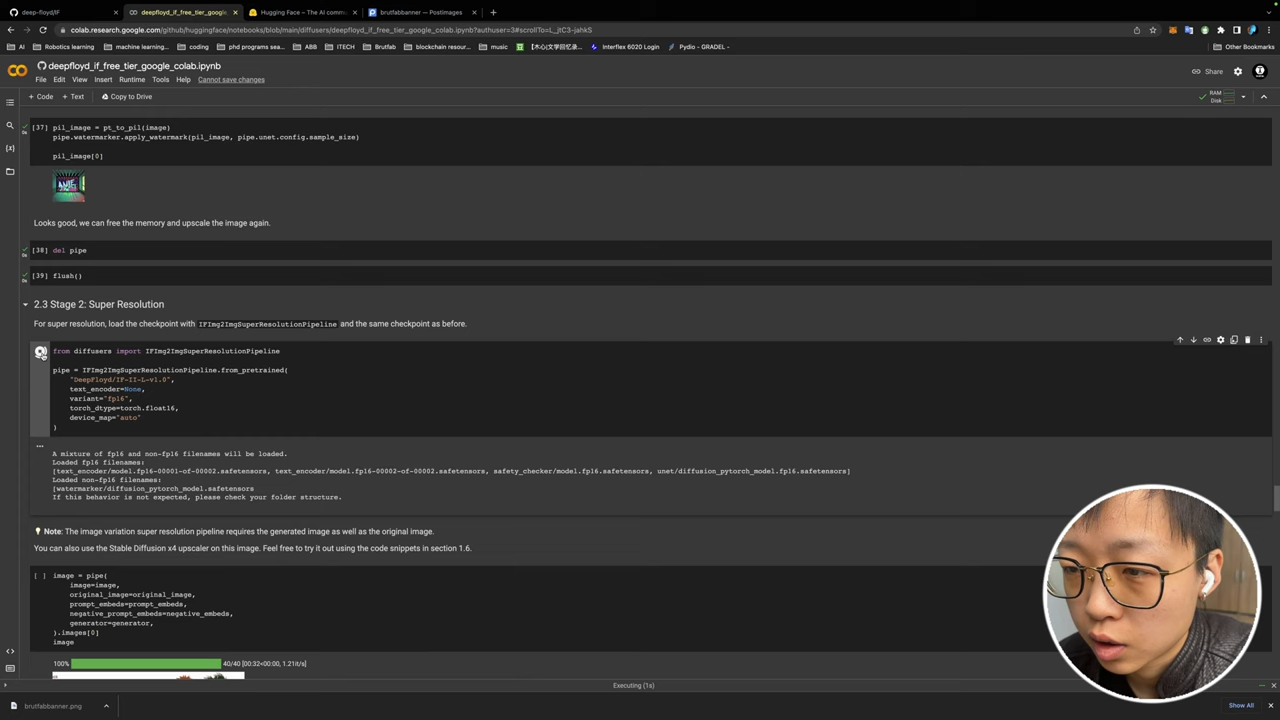 deep-floyd/IF
deepfloyd_if_free_tier_google
Hugging Face – The AI comm
brutfabbanner — Postimages
colab.research.google.com/github/huggingface/notebooks/blob/main/diffusers/deepfloyd_if_free_tier_google_colab.ipynb?authuser=3#scrollTo=L_jtC3-jahkS
AI
Robotics learning
machine learning...
coding
phd programs sea...
ABB
ITECH
Brutfab
blockchain resour...
music
【木心(文学回忆录...
Interflex 6020 Login
Pydio - GRADEL -
Other Bookmarks
deepfloyd_if_free_tier_google_colab.ipynb
Share
File Edit View Insert Runtime Tools Help Cannot save changes
+ Code + Text Copy to Drive
RAM
Disk
[37] pil_image = pt_to_pil(image)
pipe.watermarker.apply_watermark(pil_image, pipe.unet.config.sample_size)
pil_image[0]
Looks good, we can free the memory and upscale the image again.
[38] del pipe
[39] flush()
2.3 Stage 2: Super Resolution
For super resolution, load the checkpoint with IFImg2ImgSuperResolutionPipeline and the same checkpoint as before.
from diffusers import IFImg2ImgSuperResolutionPipeline
pipe = IFImg2ImgSuperResolutionPipeline.from_pretrained(
"DeepFloyd/IF-II-L-v1.0",
text_encoder=None,
variant="fp16",
torch_dtype=torch.float16,
device_map="auto"
)
A mixture of fp16 and non-fp16 filenames will be loaded.
Loaded fp16 filenames:
[text_encoder/model.fp16-00001-of-00002.safetensors, text_encoder/model.fp16-00002-of-00002.safetensors, safety_checker/model.fp16.safetensors, unet/diffusion_pytorch_model.fp16.safetensors]
Loaded non-fp16 filenames:
[watermarker/diffusion_pytorch_model.safetensors
If this behavior is not expected, please check your folder structure.
Note: The image variation super resolution pipeline requires the generated image as well as the original image.
You can also use the Stable Diffusion x4 upscaler on this image. Feel free to try it out using the code snippets in section 1.6.
[ ] image = pipe(
image=image,
original_image=original_image,
prompt_embeds=prompt_embeds,
negative_prompt_embeds=negative_embeds,
generator=generator,
).images[0]
image
100% 40/40 [00:32<00:00, 1.21it/s]
Executing (1s)
brutfabbanner.png
Show All